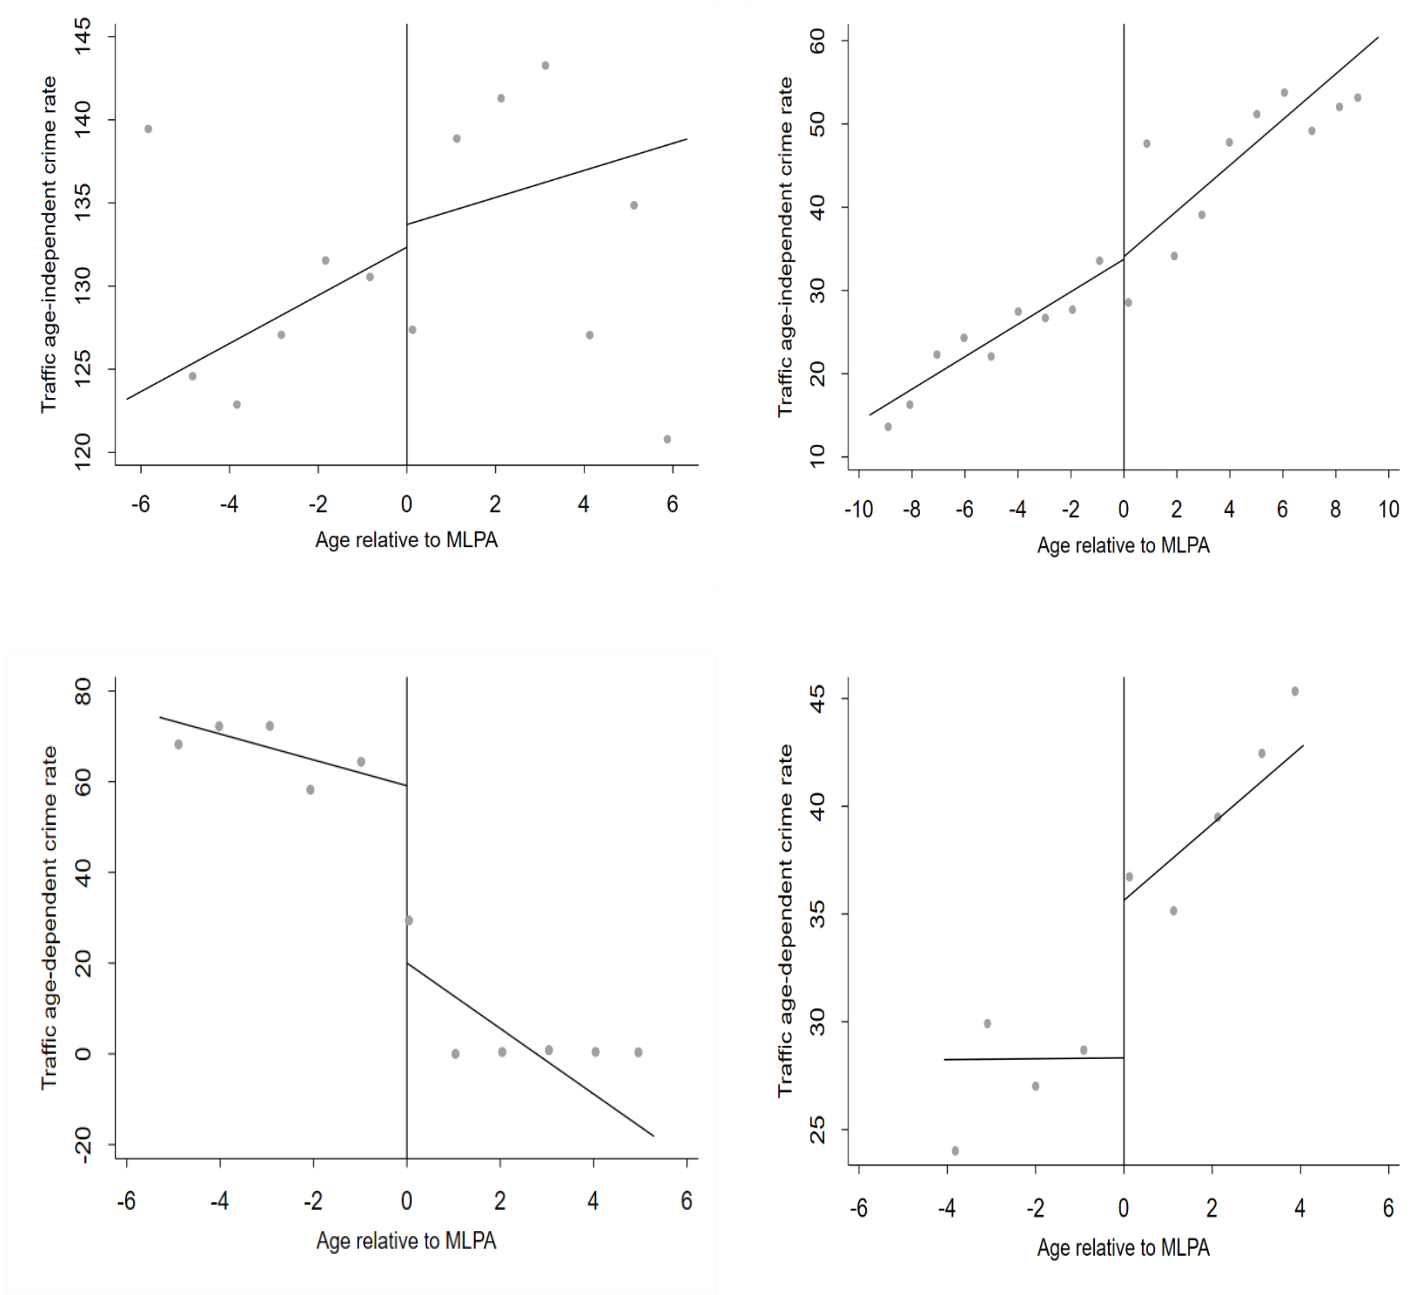 Traffic age-independent crime rate
145
140
135
130
125
120
-6 -4 -2 0 2 4 6
Age relative to MLPA
Traffic age-independent crime rate
60
50
40
30
20
10
-10 -8 -6 -4 -2 0 2 4 6 8 10
Age relative to MLPA
Traffic age-dependent crime rate
80
60
40
20
0
-20
-6 -4 -2 0 2 4 6
Age relative to MLPA
Traffic age-dependent crime rate
45
40
35
30
25
-6 -4 -2 0 2 4 6
Age relative to MLPA